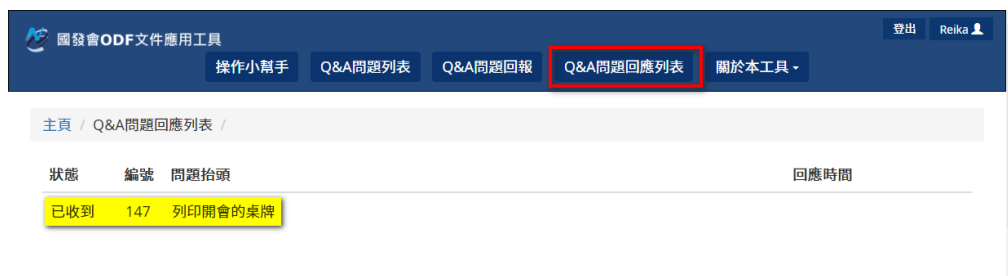 登出 Reika
國發會ODF文件應用工具
操作小幫手 Q&A問題列表 Q&A問題回報 Q&A問題回應列表 關於本工具
主頁 / Q&A問題回應列表 /
狀態 編號 問題抬頭 回應時間
已收到 147 列印開會的桌牌